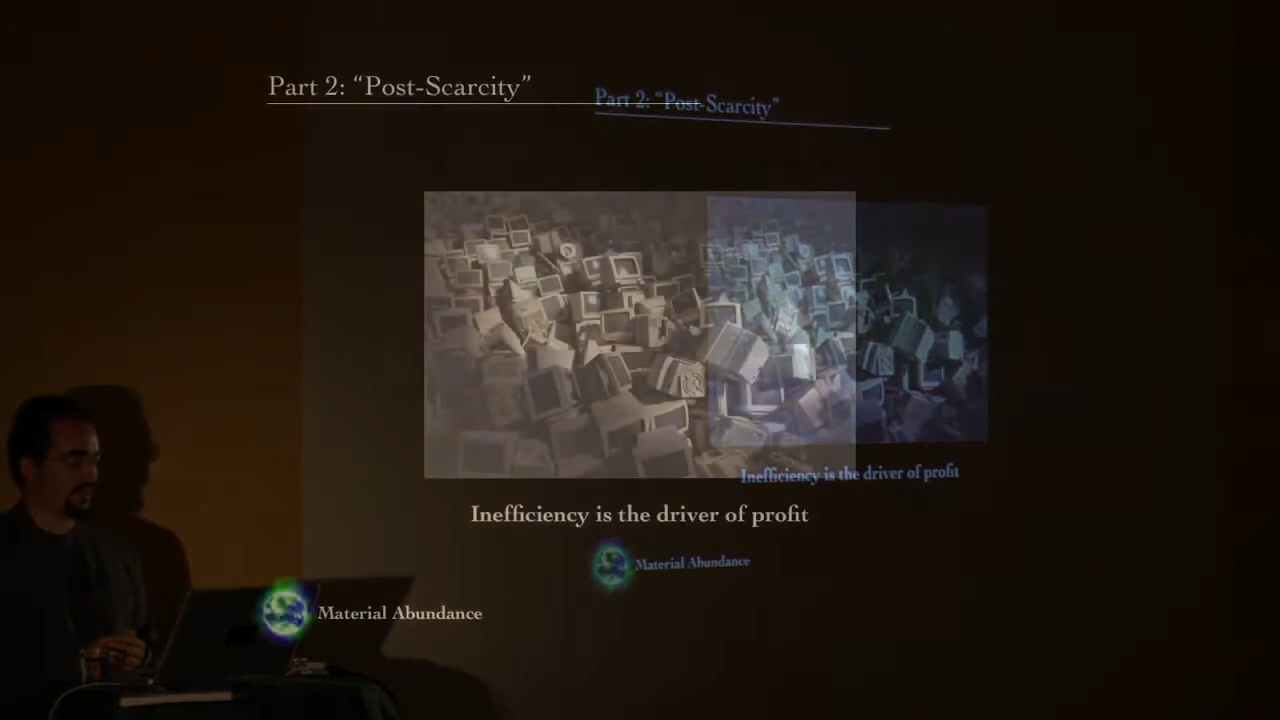 Part 2: “Post-Scarcity”
Part 2: “Post-Scarcity”
Inefficiency is the driver of profit
Inefficiency is the driver of profit
Material Abundance
Material Abundance